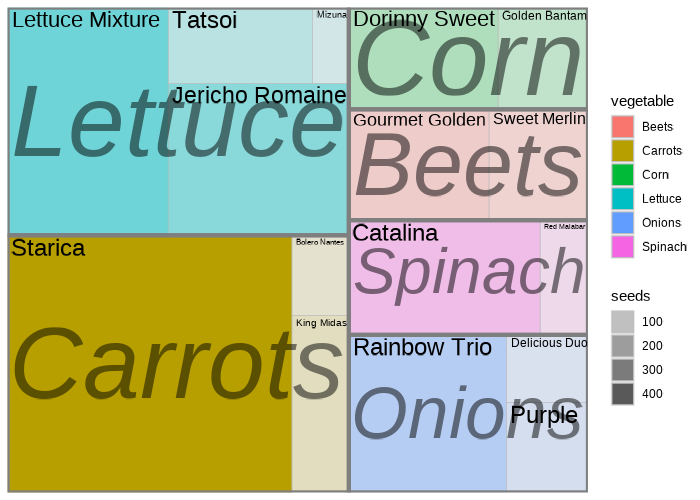 Lettuce Mixture
Tatsoi
Mizuna
Jericho Romaine
Lettuce
Starica
Bolero Nantes
King Midas
Carrots
Dorinny Sweet
Golden Bantam
Corn
Gourmet Golden
Sweet Merlin
Beets
Catalina
Red Malabar
Spinach
Rainbow Trio
Delicious Duo
Purple
Onions
vegetable
Beets
Carrots
Corn
Lettuce
Onions
Spinach
seeds
100
200
300
400